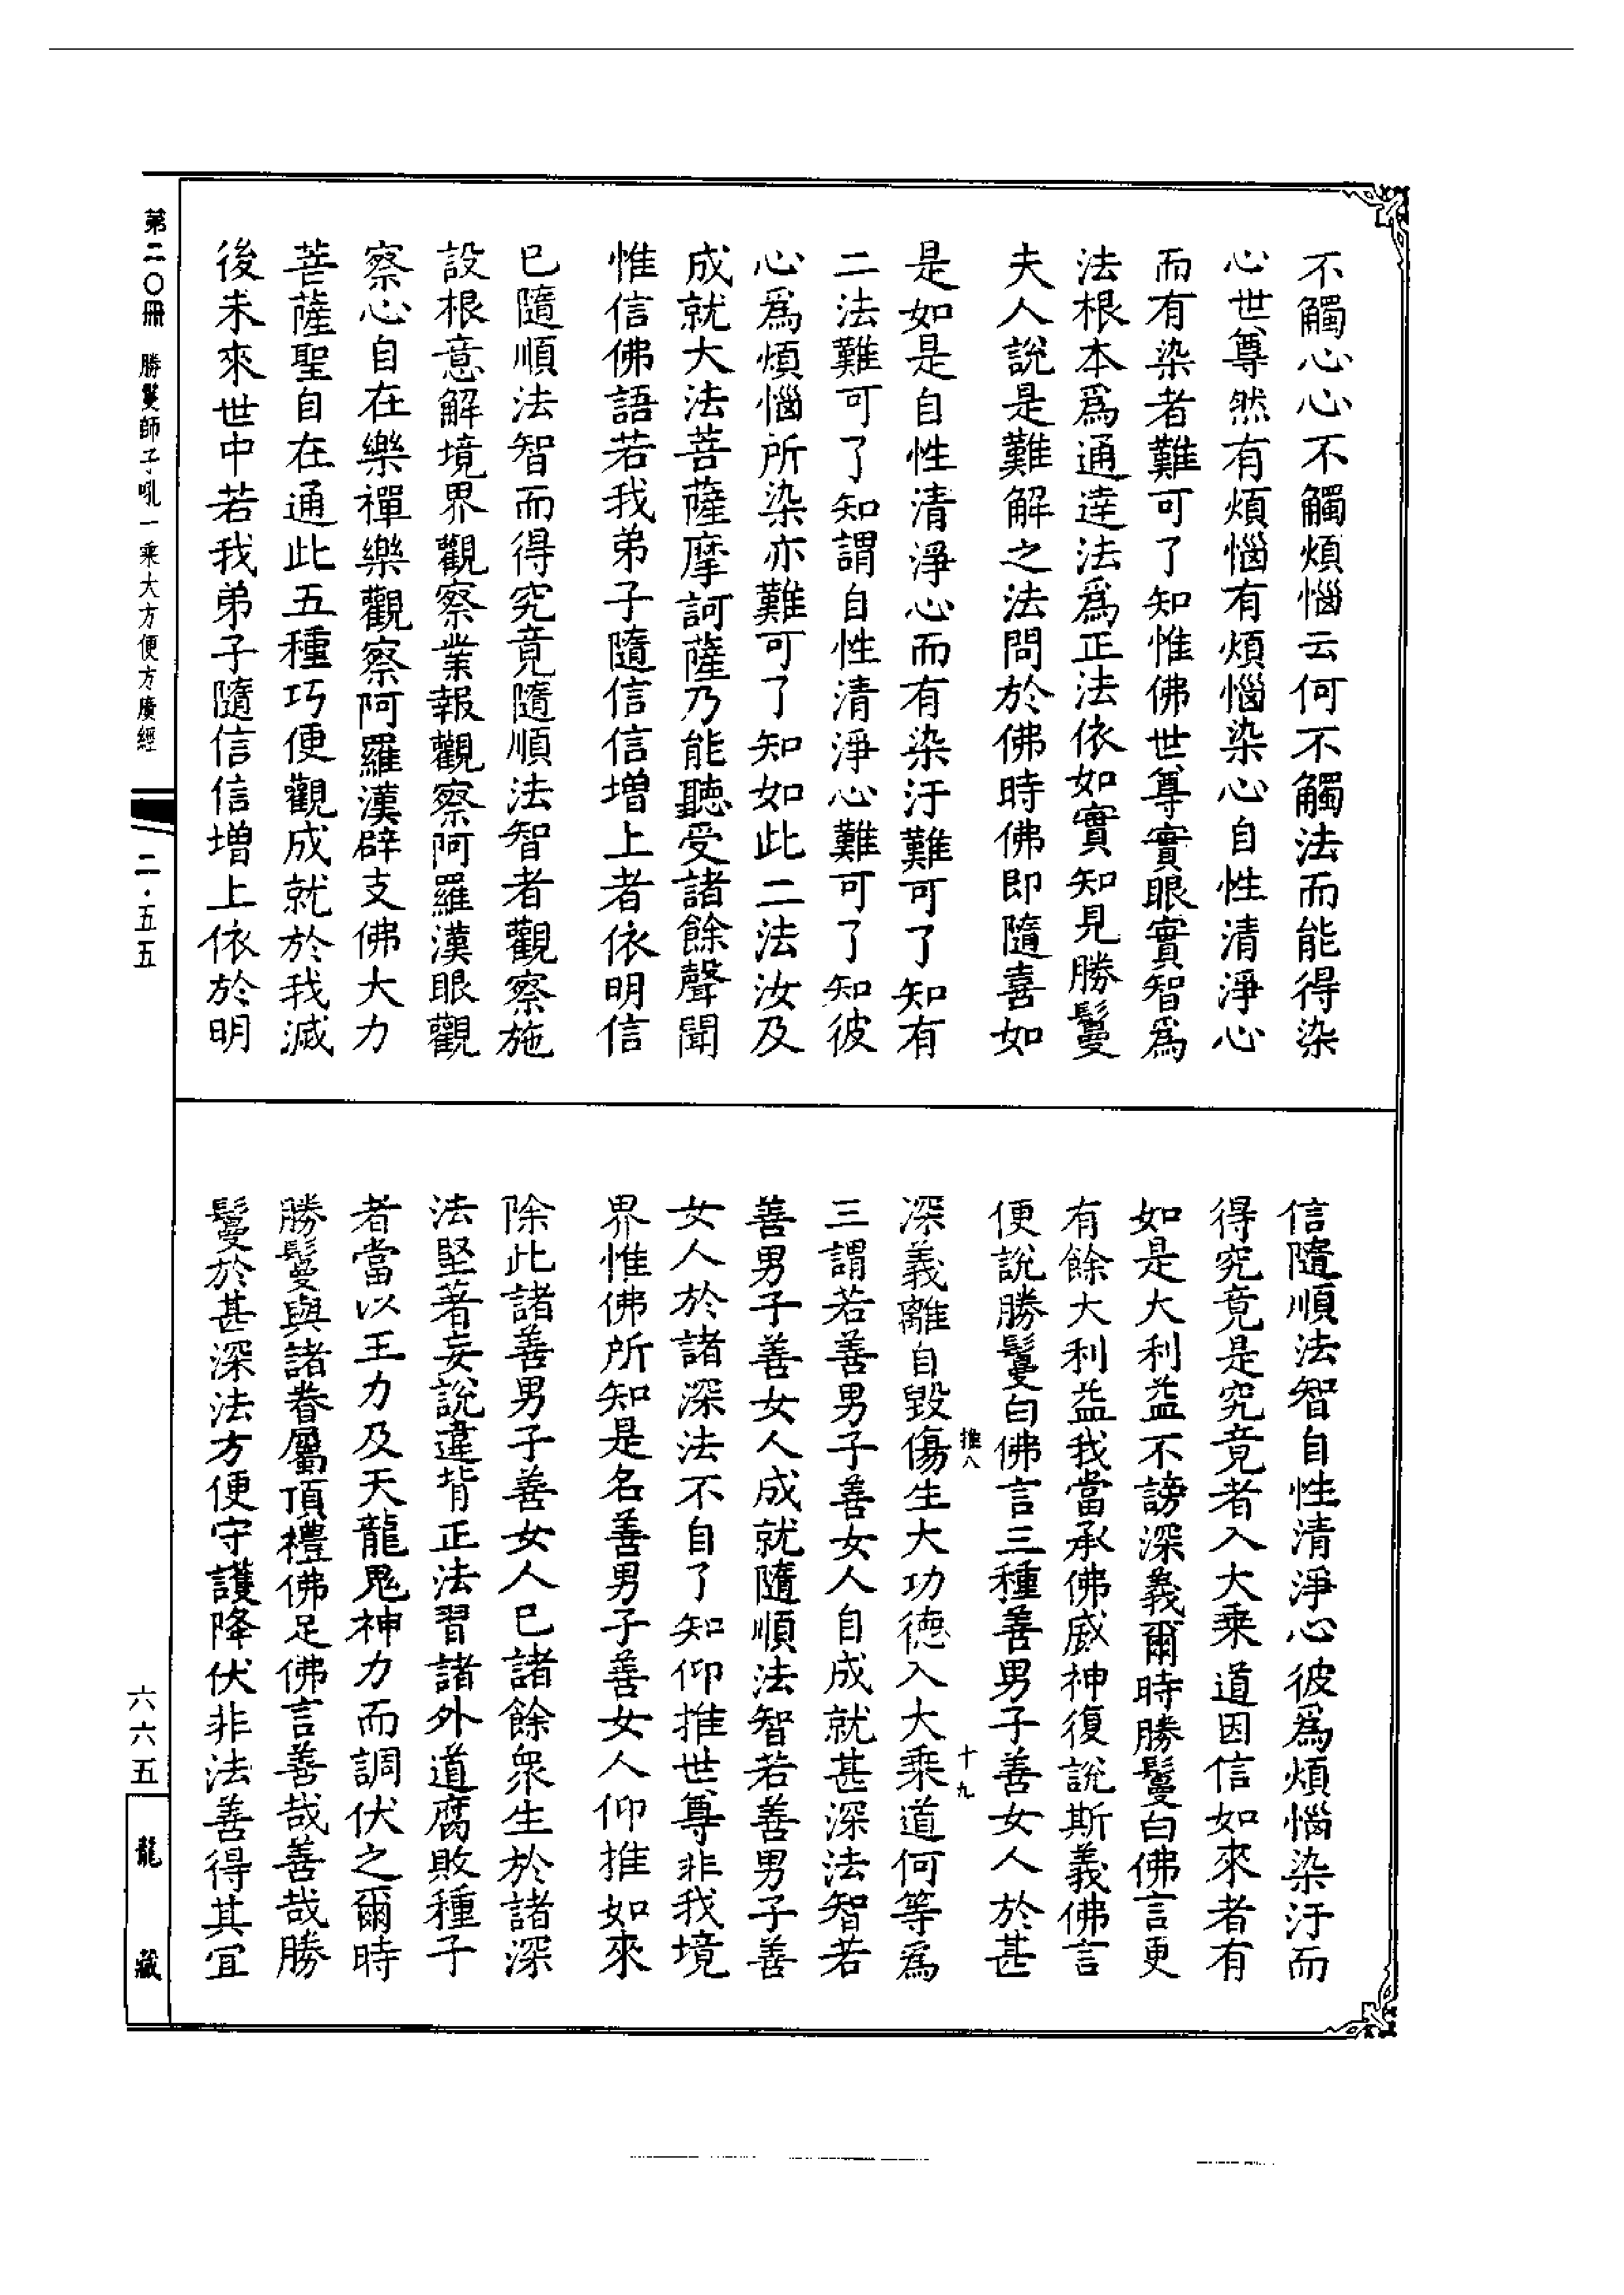 不觸心心不觸煩惱云何不觸法而能得染
心世尊然有煩惱有煩惱染心自性清淨心
而有染者難可了知惟佛世尊實眼實智爲
法根本爲通達法爲正法依如實知見勝鬘
夫人說是難解之法問於佛時佛即隨喜如
是如是自性清淨心而有染汙難可了知有
二法難可了知謂自性清淨心難可了知彼
心爲煩惱所染亦難可了知如此二法汝及
成就大法菩薩摩訶薩乃能聽受諸餘聲聞
惟信佛語若我弟子隨信信增上者依明信
已隨順法智而得究竟隨順法智者觀察施
設根意解境界觀察業報觀察阿羅漢眼觀
察心自在樂禪樂觀察阿羅漢辟支佛大力
菩薩聖自在通此五種巧便觀成就於我滅
後未來世中若我弟子隨信信增上依於明
信隨順法智自性清淨心彼爲煩惱染汙而
得究竟是究竟者入大乘道因信如來者有
如是大利益不謗深義爾時勝鬘白佛言更
有餘大利益我當承佛威神復說斯義佛言
便說勝鬘白佛言三種善男子善女人於甚
推八
十九
深義離自毀傷生大功德入大乘道何等爲
三謂若善男子善女人自成就甚深法智若
善男子善女人成就隨順法智若善男子善
女人於諸深法不自了知仰推世尊非我境
界惟佛所知是名善男子善女人仰推如來
除此諸善男子善女人已諸餘衆生於諸深
法堅著妄說違背正法習諸外道腐敗種子
者當以王力及天龍鬼神力而調伏之爾時
勝鬘與諸眷屬頂禮佛足佛言善哉善哉勝
鬘於甚深法方便守護降伏非法善得其宜
第二〇冊 勝鬘師子吼一乘大方便方廣經
二·五五
六六五
龍藏